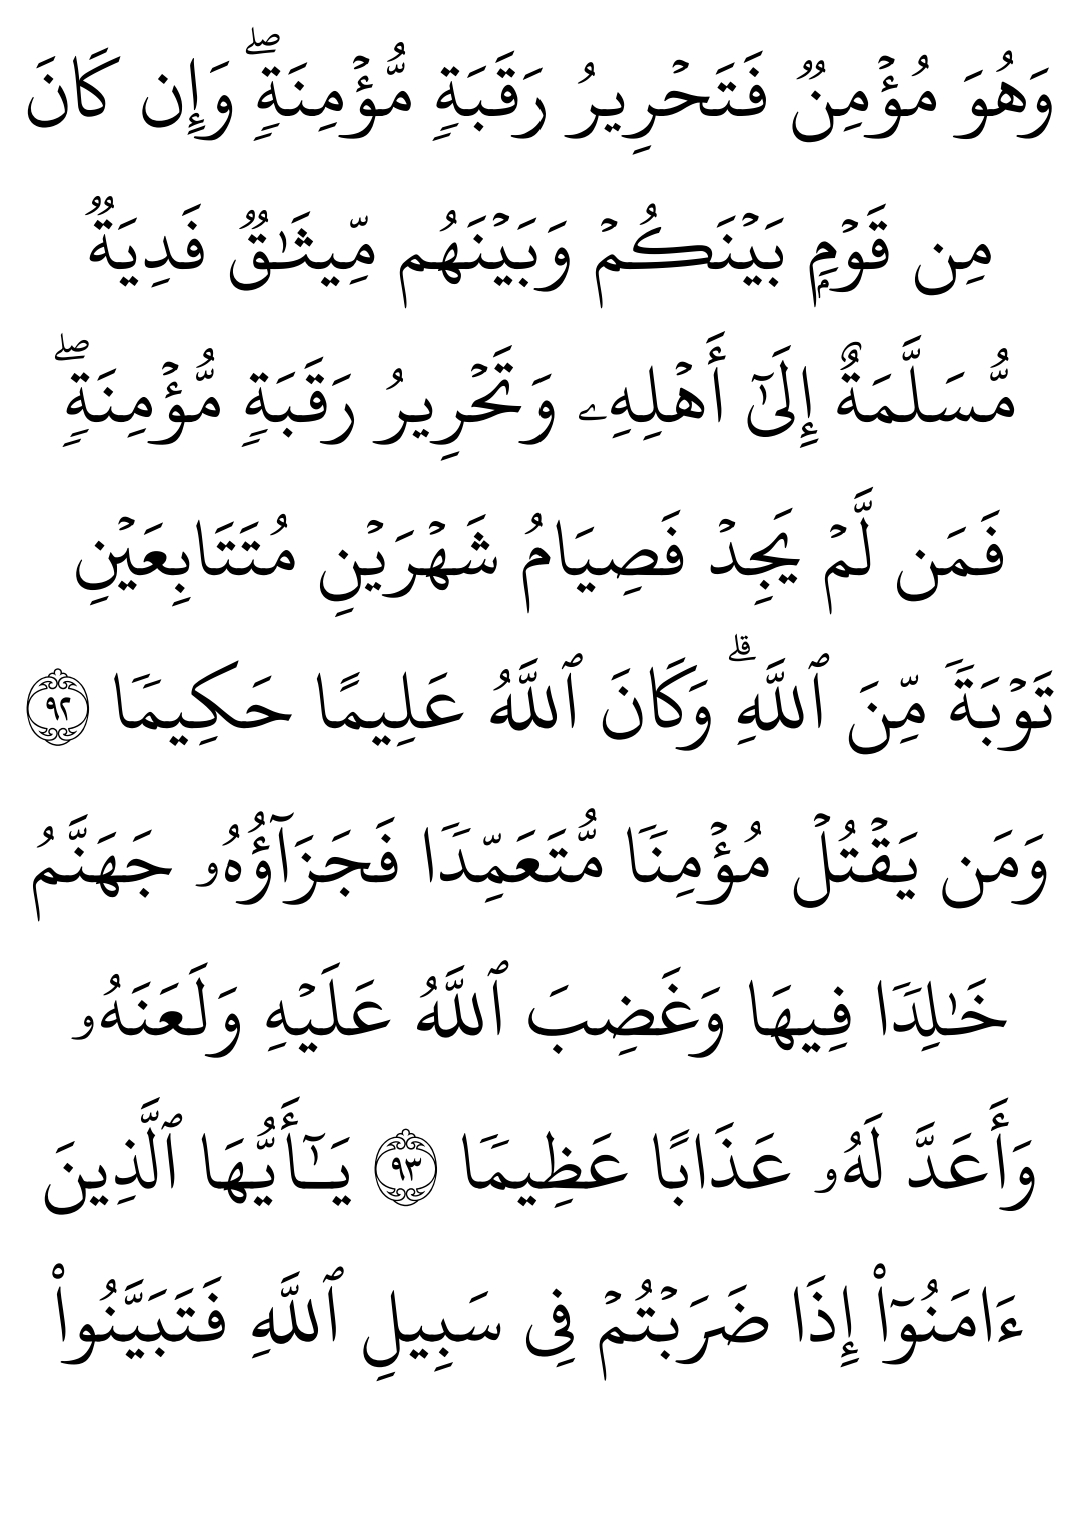 وَهُوَ مُؤۡمِنٞ فَتَحۡرِيرُ رَقَبَةٖ مُّؤۡمِنَةٖۖ وَإِن كَانَ
مِن قَوۡمِۭ بَيۡنَكُمۡ وَبَيۡنَهُم مِّيثَٰقٞ فَدِيَةٞ
مُّسَلَّمَةٌ إِلَىٰٓ أَهۡلِهِۦ وَتَحۡرِيرُ رَقَبَةٖ مُّؤۡمِنَةٖۖ
فَمَن لَّمۡ يَجِدۡ فَصِيَامُ شَهۡرَيۡنِ مُتَتَابِعَيۡنِ
تَوۡبَةٗ مِّنَ ٱللَّهِۗ وَكَانَ ٱللَّهُ عَلِيمًا حَكِيمٗا ٩٢
وَمَن يَقۡتُلۡ مُؤۡمِنٗا مُّتَعَمِّدٗا فَجَزَآؤُهُۥ جَهَنَّمُ
خَٰلِدٗا فِيهَا وَغَضِبَ ٱللَّهُ عَلَيۡهِ وَلَعَنَهُۥ
وَأَعَدَّ لَهُۥ عَذَابًا عَظِيمٗا ٩٣ يَـٰٓأَيُّهَا ٱلَّذِينَ
ءَامَنُوٓاْ إِذَا ضَرَبۡتُمۡ فِي سَبِيلِ ٱللَّهِ فَتَبَيَّنُواْ